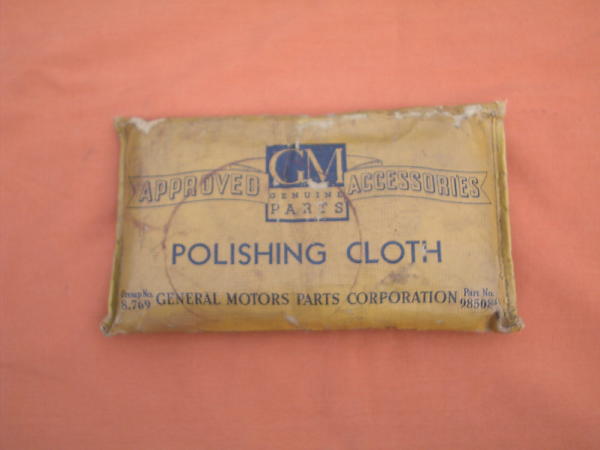 GM
GENUINE
PARTS
APPROVED ACCESSORIES
POLISHING CLOTH
GROUP NO. PART NO.
8.769 GENERAL MOTORS PARTS CORPORATION